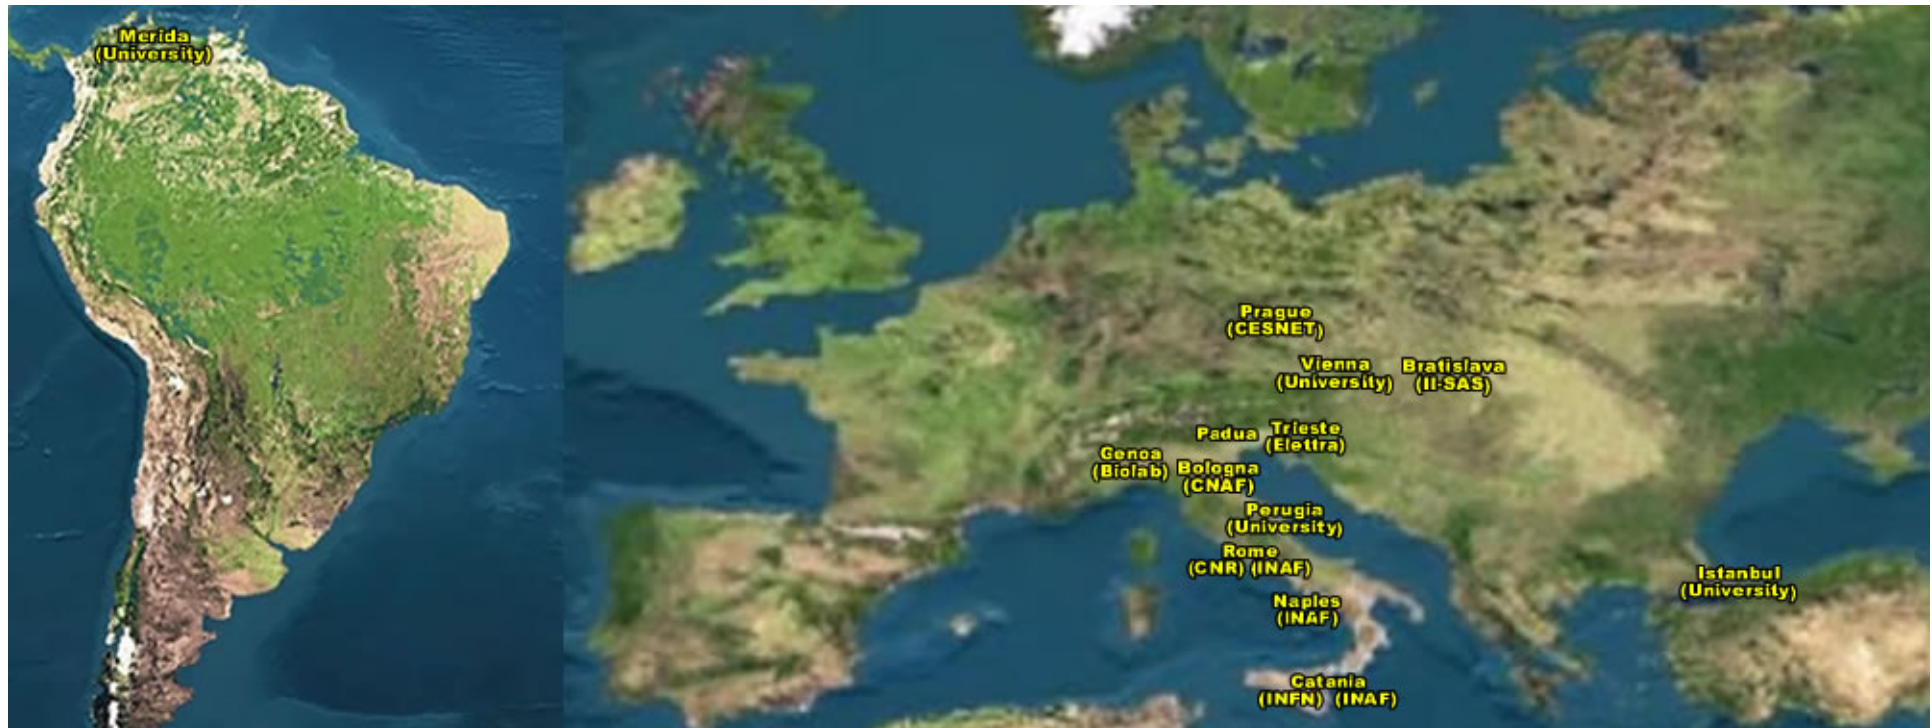 Merida
(University)
Prague
(CESNET)
Vienna
(University)
Bratislava
(II-SAS)
Padua
Trieste
(Elettra)
Genoa
(Biolab)
Bologna
(CNAF)
Perugia
(University)
Rome
(CNR) (INAF)
Istanbul
(University)
Naples
(INAF)
Catania
(INFN) (INAF)